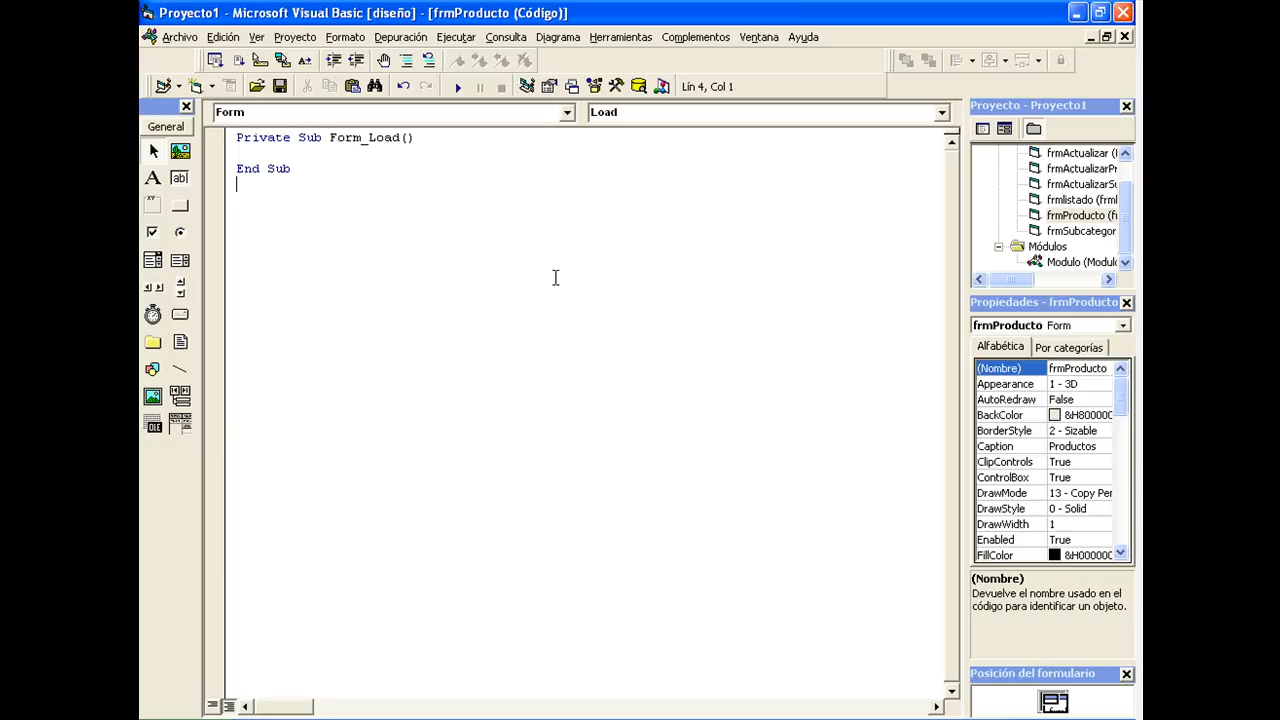 Proyecto1 - Microsoft Visual Basic [diseño] - [frmProducto (Código)]
Archivo Edición Ver Proyecto Formato Depuración Ejecutar Consulta Diagrama Herramientas Complementos Ventana Ayuda
Lín 4, Col 1
General
Form
Load
Private Sub Form_Load()
End Sub
Proyecto - Proyecto1
frmActualizar (
frmActualizarPr
frmActualizarSu
frmlistado (frml
frmProducto (fr
frmSubcategor
Módulos
Modulo (Modulo
Propiedades - frmProducto
frmProducto Form
Alfabética Por categorías
(Nombre) frmProducto
Appearance 1 - 3D
AutoRedraw False
BackColor &H800000
BorderStyle 2 - Sizable
Caption Productos
ClipControls True
ControlBox True
DrawMode 13 - Copy Per
DrawStyle 0 - Solid
DrawWidth 1
Enabled True
FillColor &H000000
(Nombre)
Devuelve el nombre usado en el
código para identificar un objeto.
Posición del formulario